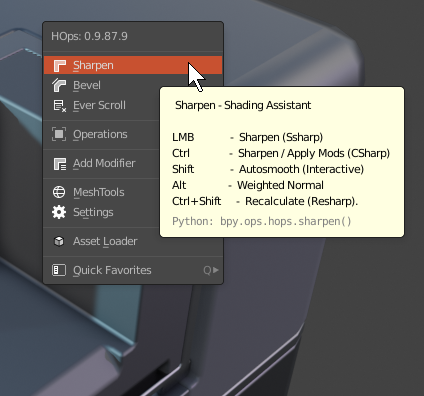 HOps: 0.9.87.9
Sharpen
Bevel
Ever Scroll
Operations
Add Modifier
MeshTools
Settings
Asset Loader
Quick Favorites Q
Sharpen - Shading Assistant
LMB - Sharpen (Ssharp)
Ctrl - Sharpen / Apply Mods (CSharp)
Shift - Autosmooth (Interactive)
Alt - Weighted Normal
Ctrl+Shift - Recalculate (Resharp).
Python: bpy.ops.hops.sharpen()